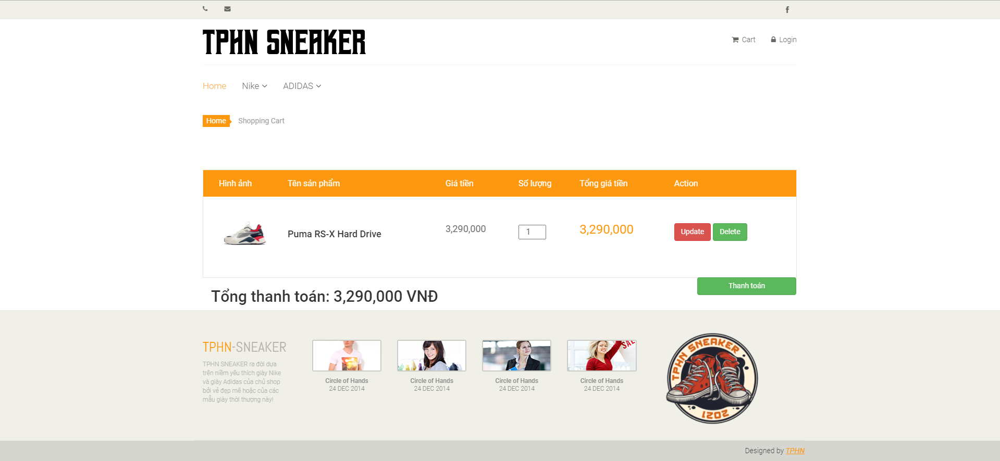 TPHN SNEAKER
Cart
Login
Home
Nike
ADIDAS
Home
Shopping Cart
Hình ảnh
Tên sản phẩm
Giá tiền
Số lượng
Tổng giá tiền
Action
Puma RS-X Hard Drive
3,290,000
1
3,290,000
Update
Delete
Thanh toán
Tổng thanh toán: 3,290,000 VNĐ
TPHN-SNEAKER
TPHN SNEAKER ra đời dựa
trên niềm yêu thích giày Nike
và giày Adidas của chủ shop
bởi vẻ đẹp mê hoặc của các
mẫu giày thời thượng này!
Circle of Hands
24 DEC 2014
Circle of Hands
24 DEC 2014
Circle of Hands
24 DEC 2014
SALE
Circle of Hands
24 DEC 2014
TPHN SNEAKER
2021
Designed by TPHN